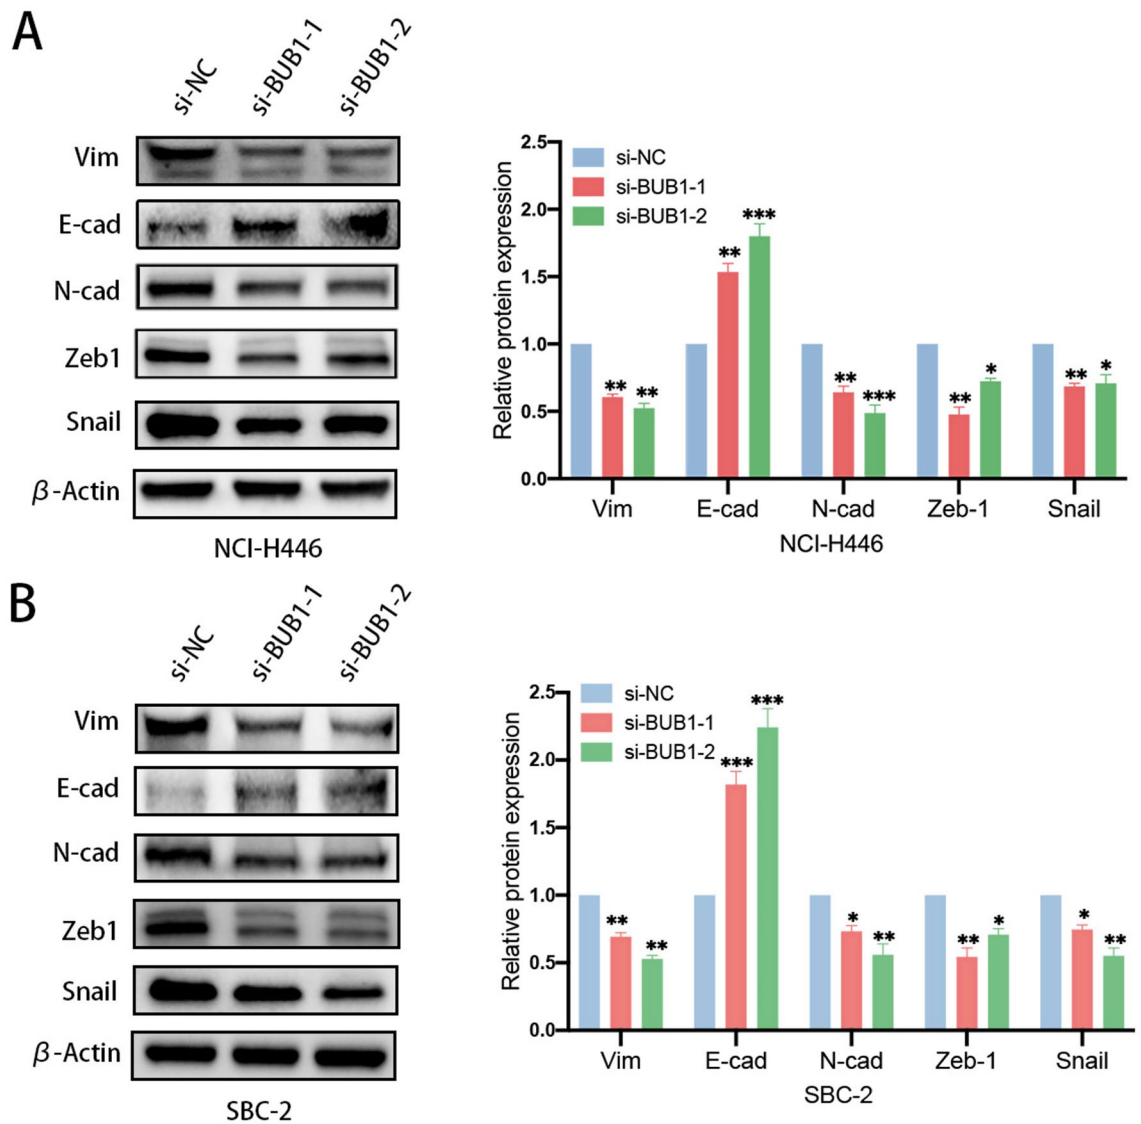 A
si-NC
si-BUB1-1
si-BUB1-2
Vim
E-cad
N-cad
Zeb1
Snail
β-Actin
NCI-H446
Relative protein expression
2.5
2.0
1.5
1.0
0.5
0.0
si-NC
si-BUB1-1
si-BUB1-2
** **
** ***
** ***
** *
** *
Vim E-cad N-cad Zeb-1 Snail
NCI-H446
B
si-NC
si-BUB1-1
si-BUB1-2
Vim
E-cad
N-cad
Zeb1
Snail
β-Actin
SBC-2
Relative protein expression
2.5
2.0
1.5
1.0
0.5
0.0
si-NC
si-BUB1-1
si-BUB1-2
** **
*** ***
* **
** *
* **
Vim E-cad N-cad Zeb-1 Snail
SBC-2